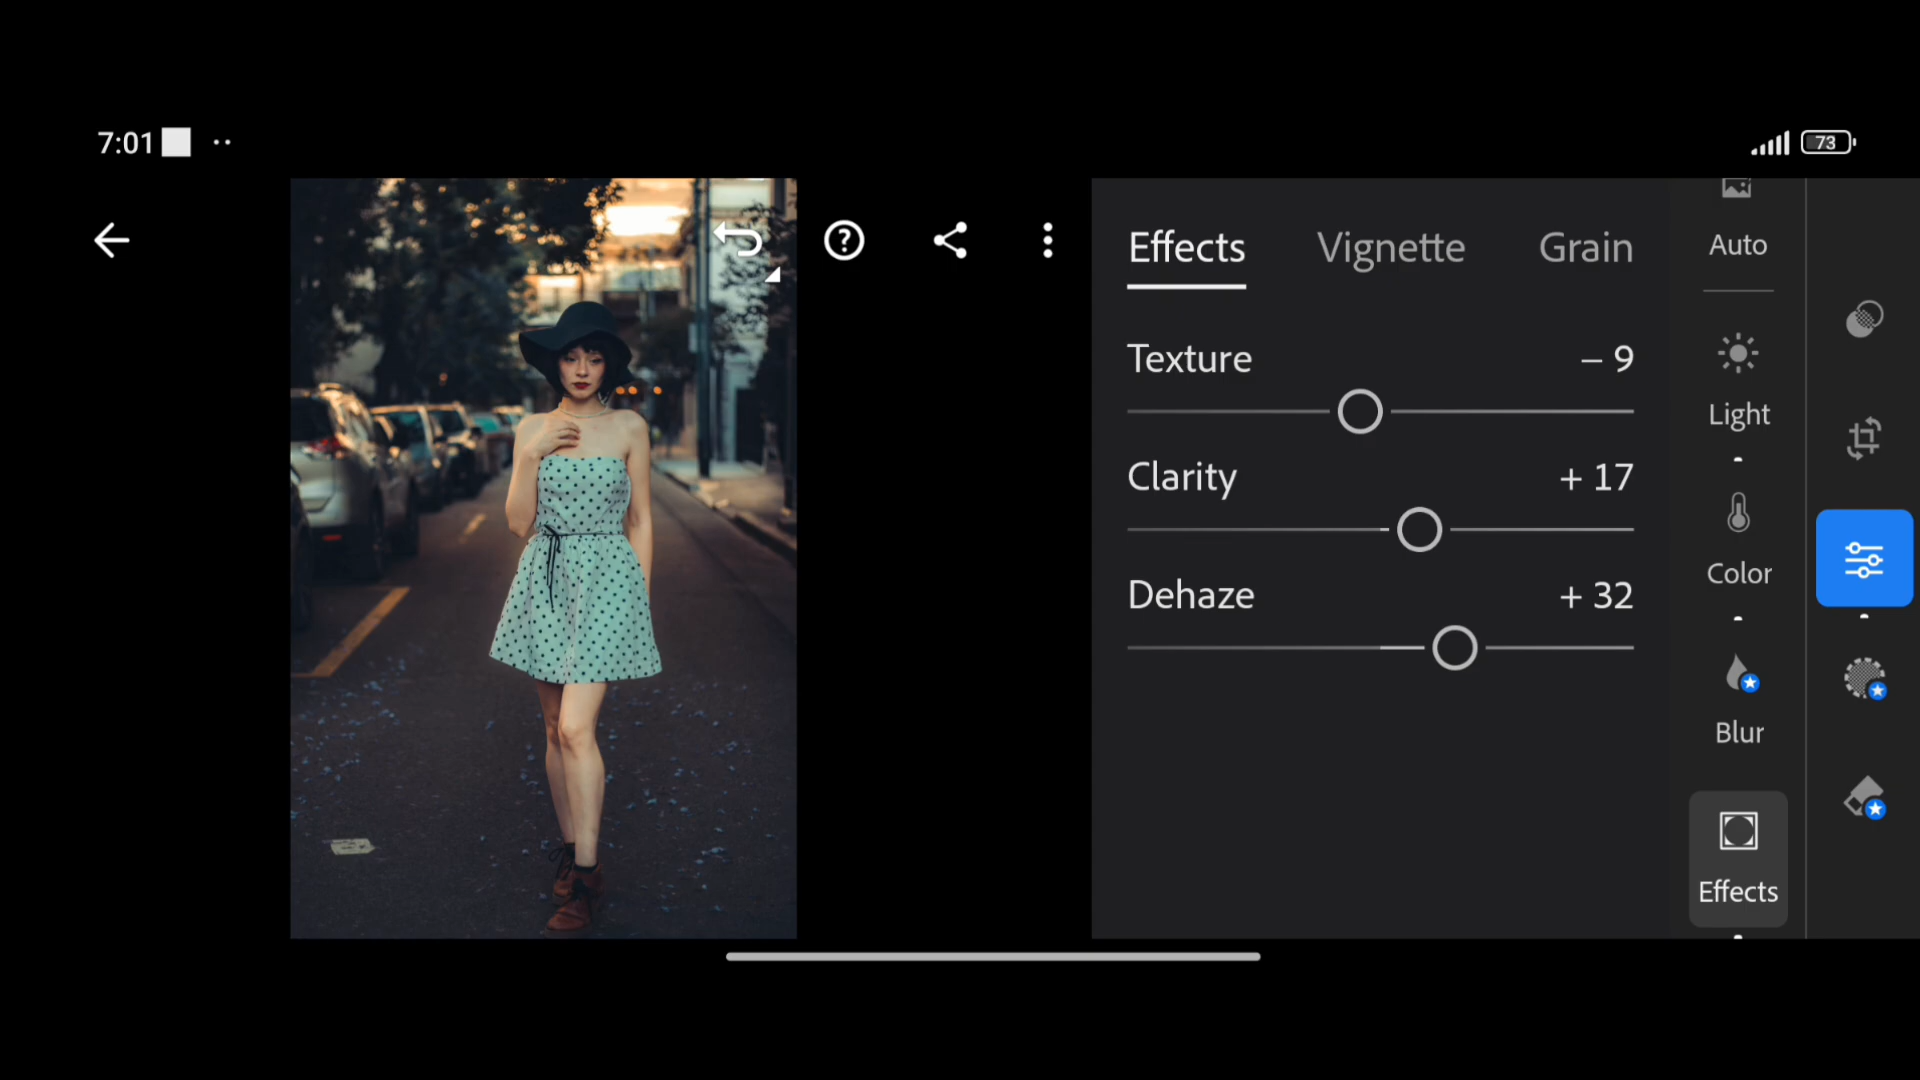 7:01
73
Effects Vignette Grain
Texture – 9
Clarity + 17
Dehaze + 32
Auto
Light
Color
Blur
Effects